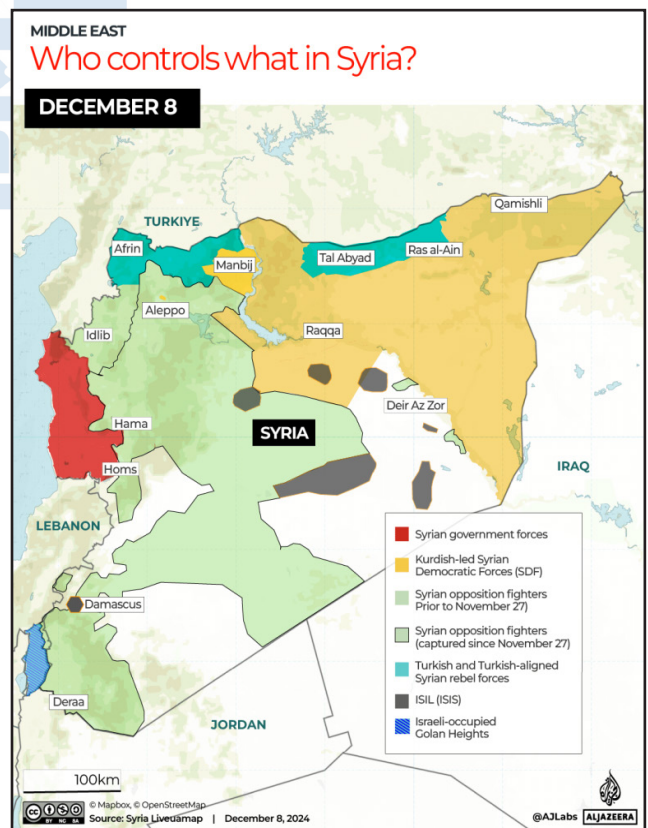 MIDDLE EAST
Who controls what in Syria?
DECEMBER 8
TURKIYE
Qamishli
Afrin
Manbij
Tal Abyad
Ras al-Ain
Aleppo
Idlib
Raqqa
Deir Az Zor
Hama
SYRIA
Homs
IRAQ
LEBANON
Damascus
Deraa
JORDAN
Syrian government forces
Kurdish-led Syrian
Democratic Forces (SDF)
Syrian opposition fighters
Prior to November 27)
Syrian opposition fighters
(captured since November 27)
Turkish and Turkish-aligned
Syrian rebel forces
ISIL (ISIS)
Israeli-occupied
Golan Heights
100km
cc BY NC SA
© Mapbox, © OpenStreetMap
Source: Syria Liveuamap | December 8, 2024
@AJLabs ALJAZEERA